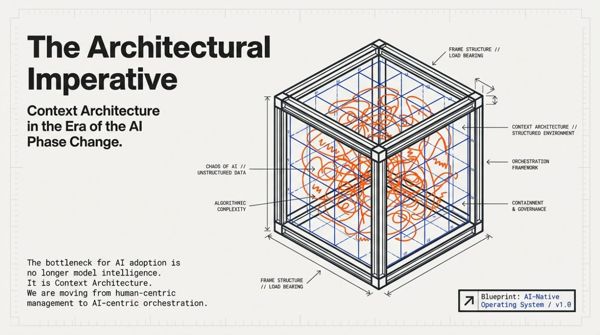 The Architectural
Imperative
Context Architecture
in the Era of the AI
Phase Change.
FRAME STRUCTURE //
LOAD BEARING
CONTEXT ARCHITECTURE //
STRUCTURED ENVIRONMENT
ORCHESTRATION
FRAMEWORK
CONTAINMENT
& GOVERNANCE
CHAOS OF AI //
UNSTRUCTURED DATA
ALGORITHMIC
COMPLEXITY
FRAME STRUCTURE
// LOAD BEARING
The bottleneck for AI adoption is
no longer model intelligence.
It is Context Architecture.
We are moving from human-centric
management to AI-centric orchestration.
Blueprint: AI-Native
Operating System / v1.0